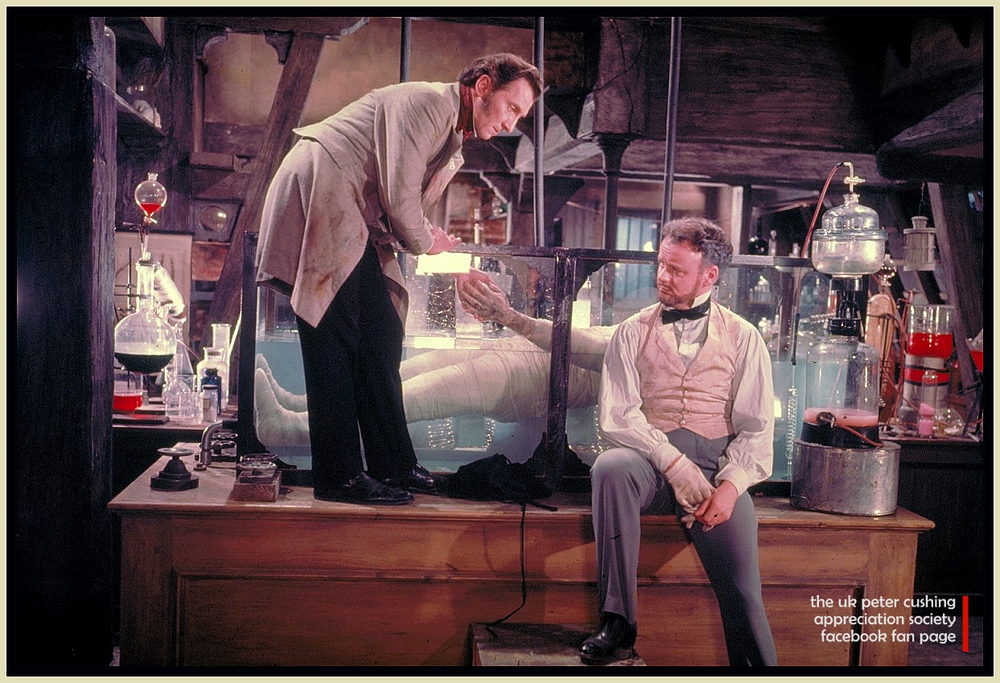 the uk peter cushing
appreciation society
facebook fan page